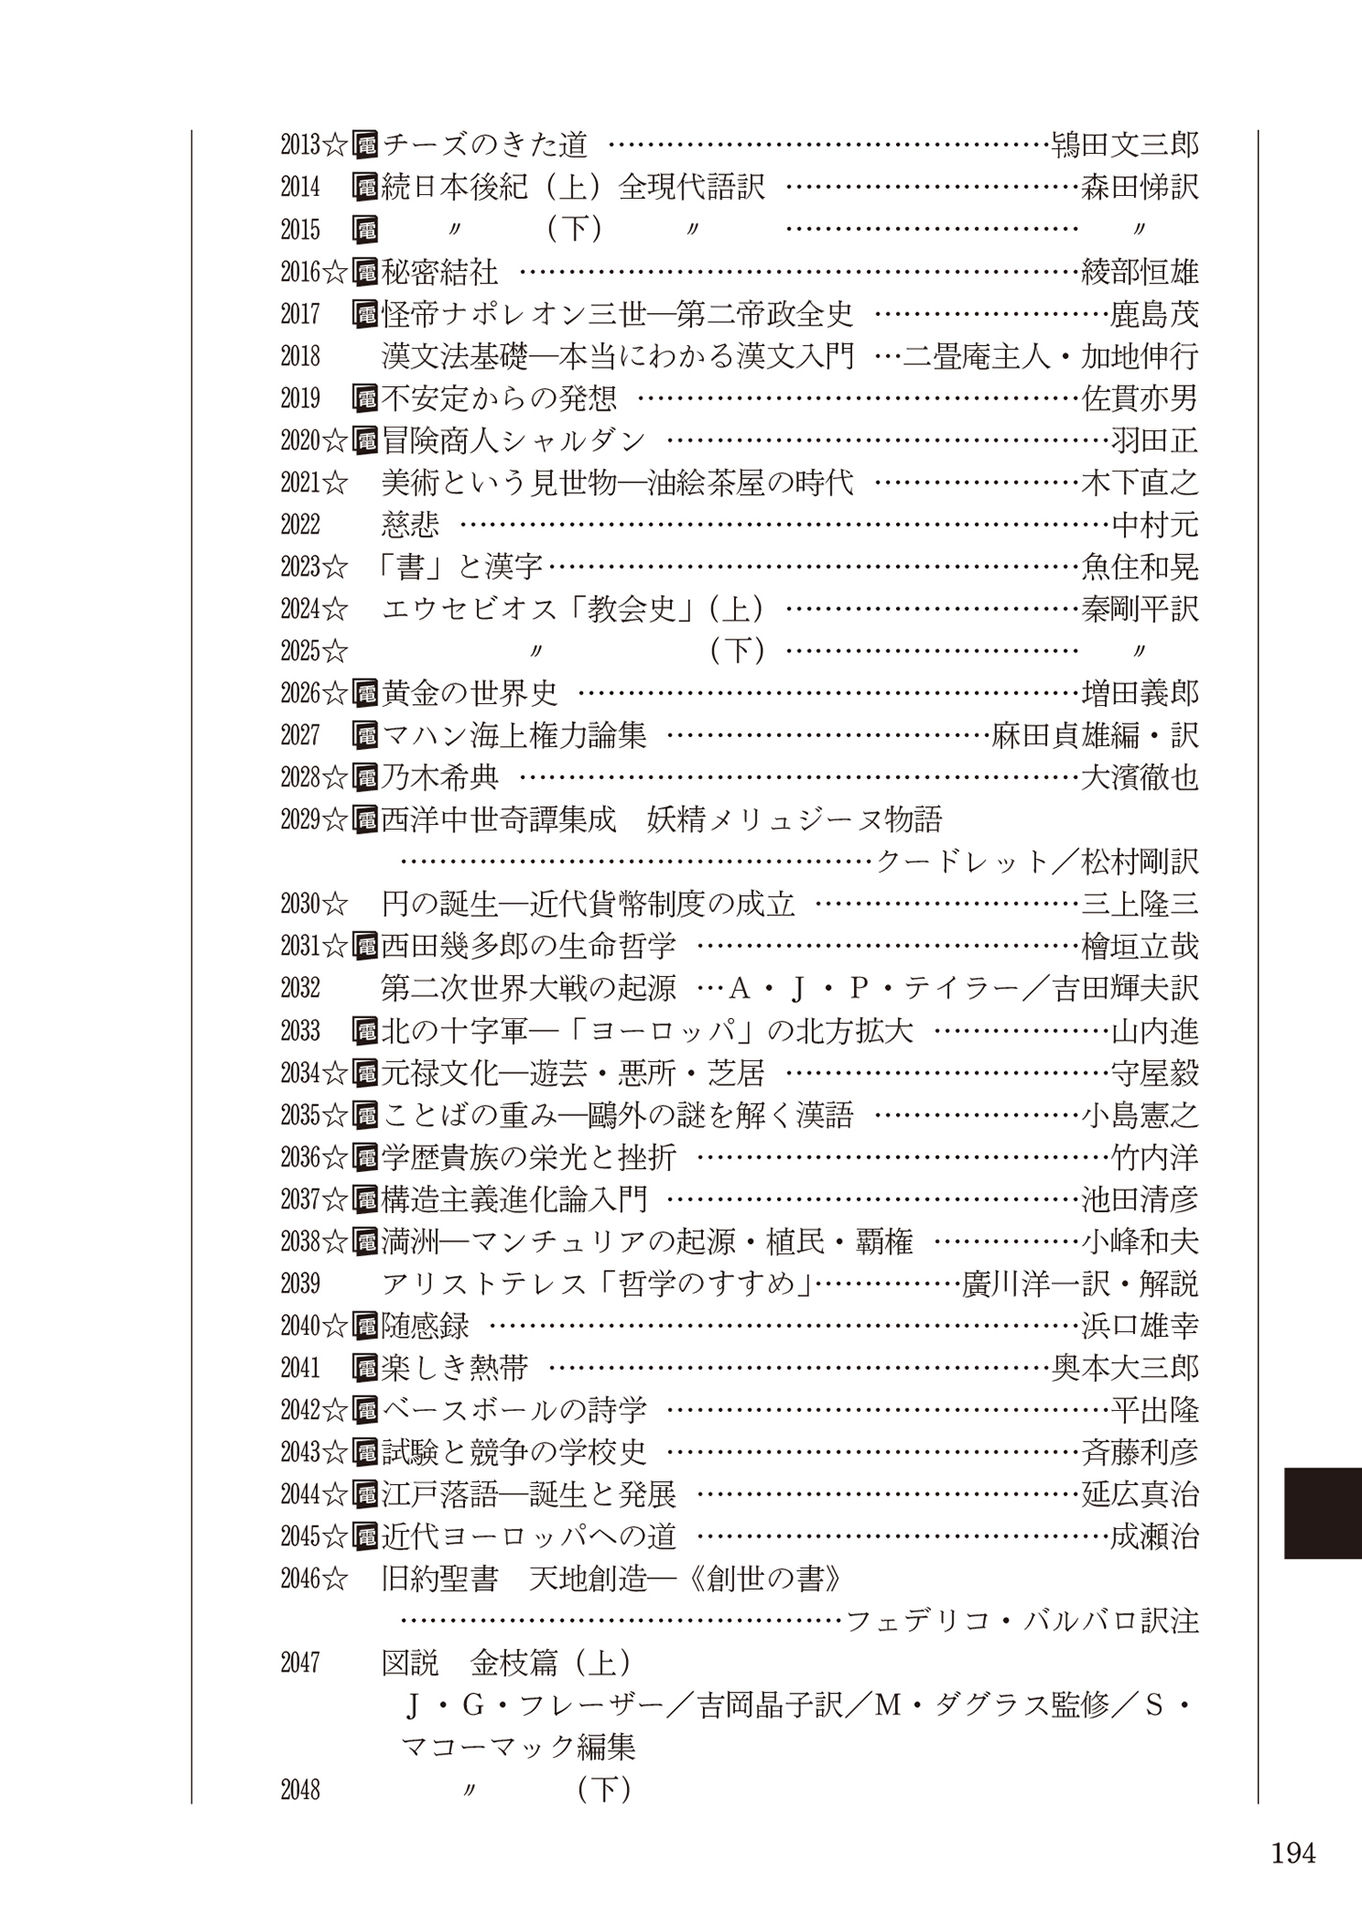 2013☆電チーズのきた道 ……………………………………………鴇田文三郎
2014 電続日本後紀（上）全現代語訳 ………………………………森田悌訳
2015 電 〃 （下） 〃 ……………………………… 〃
2016☆電秘密結社 …………………………………………………………綾部恒雄
2017 電怪帝ナポレオン三世―第二帝政全史 ………………………鹿島茂
2018 漢文法基礎―本当にわかる漢文入門 …二畳庵主人・加地伸行
2019 電不安定からの発想 ……………………………………………佐貫亦男
2020☆電冒険商人シャルダン ……………………………………………羽田正
2021☆ 美術という見世物―油絵茶屋の時代 ……………………木下直之
2022 慈悲 …………………………………………………………………中村元
2023☆ 「書」と漢字………………………………………………………魚住和晃
2024☆ エウセビオス「教会史」（上） ………………………………秦剛平訳
2025☆ 〃 （下） ……………………………… 〃
2026☆電黄金の世界史 ……………………………………………………増田義郎
2027 電マハン海上権力論集 …………………………………麻田貞雄編・訳
2028☆電乃木希典 …………………………………………………………大濱徹也
2029☆電西洋中世奇譚集成　妖精メリュジーヌ物語
…………………………………………………クードレット／松村剛訳
2030☆ 円の誕生―近代貨幣制度の成立 ……………………………三上隆三
2031☆電西田幾多郎の生命哲学 ………………………………………檜垣立哉
2032 第二次世界大戦の起源 …Ａ・Ｊ・Ｐ・テイラー／吉田輝夫訳
2033 電北の十字軍―「ヨーロッパ」の北方拡大 …………………山内進
2034☆電元禄文化―遊芸・悪所・芝居 …………………………………守屋毅
2035☆電ことばの重み―鷗外の謎を解く漢語 ……………………小島憲之
2036☆電学歴貴族の栄光と挫折 …………………………………………竹内洋
2037☆電構造主義進化論入門 …………………………………………池田清彦
2038☆電満洲―マンチュリアの起源・植民・覇権 ………………小峰和夫
2039 アリストテレス「哲学のすすめ」………………廣川洋一訳・解説
2040☆電随感録 ……………………………………………………………浜口雄幸
2041 電楽しき熱帯 ……………………………………………………奥本大三郎
2042☆電ベースボールの詩学 ……………………………………………平出隆
2043☆電試験と競争の学校史 …………………………………………斉藤利彦
2044☆電江戸落語―誕生と発展 ………………………………………延広真治
2045☆電近代ヨーロッパへの道 …………………………………………成瀬治
2046☆ 旧約聖書　天地創造―《創世の書》
………………………………………………フェデリコ・バルバロ訳注
2047 図説　金枝篇（上）
Ｊ・Ｇ・フレーザー／吉岡晶子訳／Ｍ・ダグラス監修／Ｓ・
マコーマック編集
2048 〃 （下）
194